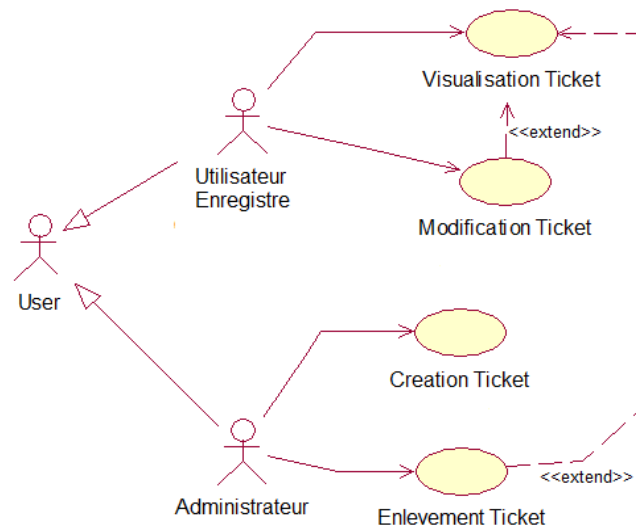 Visualisation Ticket
<<extend>>
Utilisateur
Enregistre
Modification Ticket
User
Creation Ticket
<<extend>>
Administrateur
Enlevement Ticket